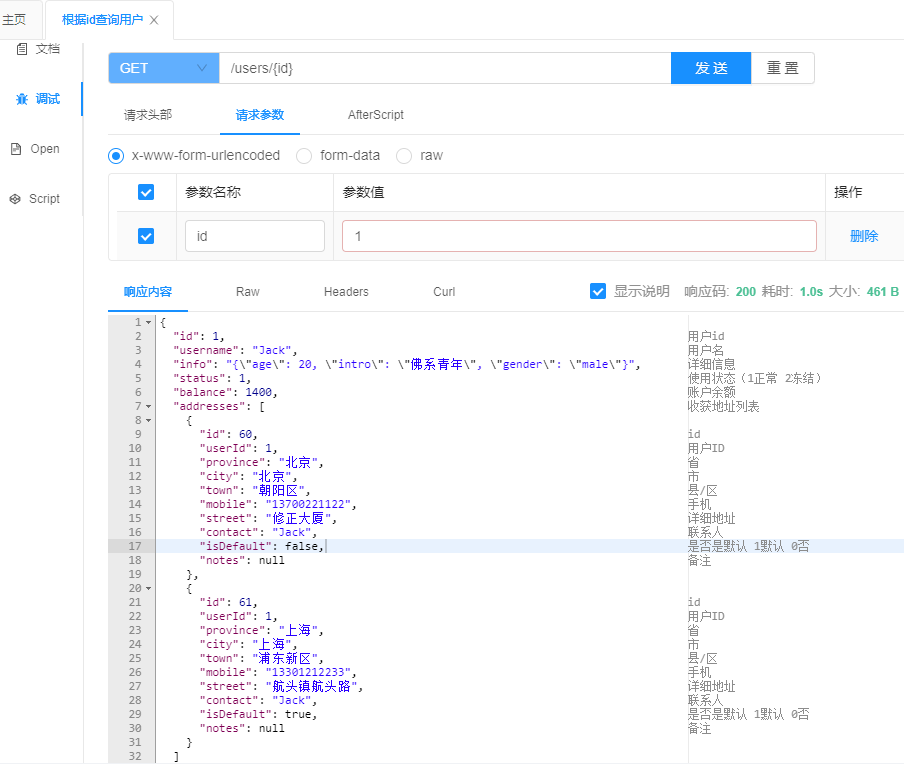 主页
根据id查询用户
文档
调试
Open
Script
GET
/users/{id}
发 送
重 置
请求头部
请求参数
AfterScript
x-www-form-urlencoded
form-data
raw
参数名称
参数值
操作
id
1
删除
响应内容
Raw
Headers
Curl
显示说明
响应码: 200 耗时: 1.0s 大小: 461 B
1 {
2 "id": 1, 用户id
3 "username": "Jack", 用户名
4 "info": "{\"age\": 20, \"intro\": \"佛系青年\", \"gender\": \"male\"}", 详细信息
5 "status": 1, 使用状态（1正常 2冻结）
6 "balance": 1400, 账户余额
7 "addresses": [ 收获地址列表
8 {
9 "id": 60, id
10 "userId": 1, 用户ID
11 "province": "北京", 省
12 "city": "北京", 市
13 "town": "朝阳区", 县/区
14 "mobile": "13700221122", 手机
15 "street": "修正大厦", 详细地址
16 "contact": "Jack", 联系人
17 "isDefault": false, 是否是默认 1默认 0否
18 "notes": null 备注
19 },
20 {
21 "id": 61, id
22 "userId": 1, 用户ID
23 "province": "上海", 省
24 "city": "上海", 市
25 "town": "浦东新区", 县/区
26 "mobile": "13301212233", 手机
27 "street": "航头镇航头路", 详细地址
28 "contact": "Jack", 联系人
29 "isDefault": true, 是否是默认 1默认 0否
30 "notes": null 备注
31 }
32 ]